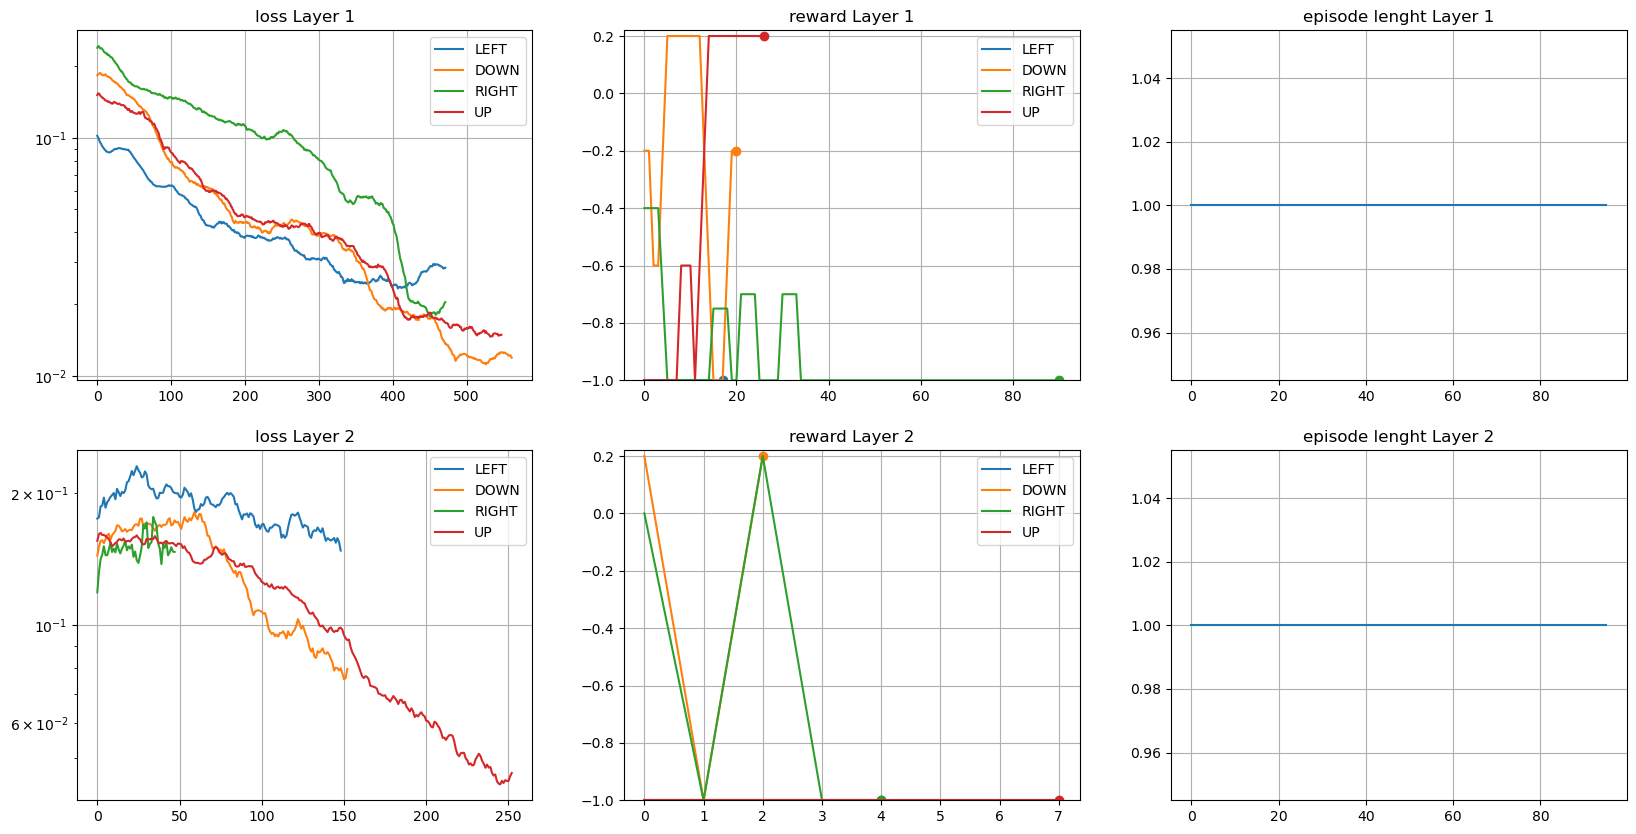 loss Layer 1
LEFT
DOWN
RIGHT
UP
10⁻¹
10⁻²
0 100 200 300 400 500
reward Layer 1
LEFT
DOWN
RIGHT
UP
0.2
0.0
−0.2
−0.4
−0.6
−0.8
−1.0
0 20 40 60 80
episode lenght Layer 1
1.04
1.02
1.00
0.98
0.96
0 20 40 60 80
loss Layer 2
LEFT
DOWN
RIGHT
UP
2 × 10⁻¹
10⁻¹
6 × 10⁻²
0 50 100 150 200 250
reward Layer 2
LEFT
DOWN
RIGHT
UP
0.2
0.0
−0.2
−0.4
−0.6
−0.8
−1.0
0 1 2 3 4 5 6 7
episode lenght Layer 2
1.04
1.02
1.00
0.98
0.96
0 20 40 60 80